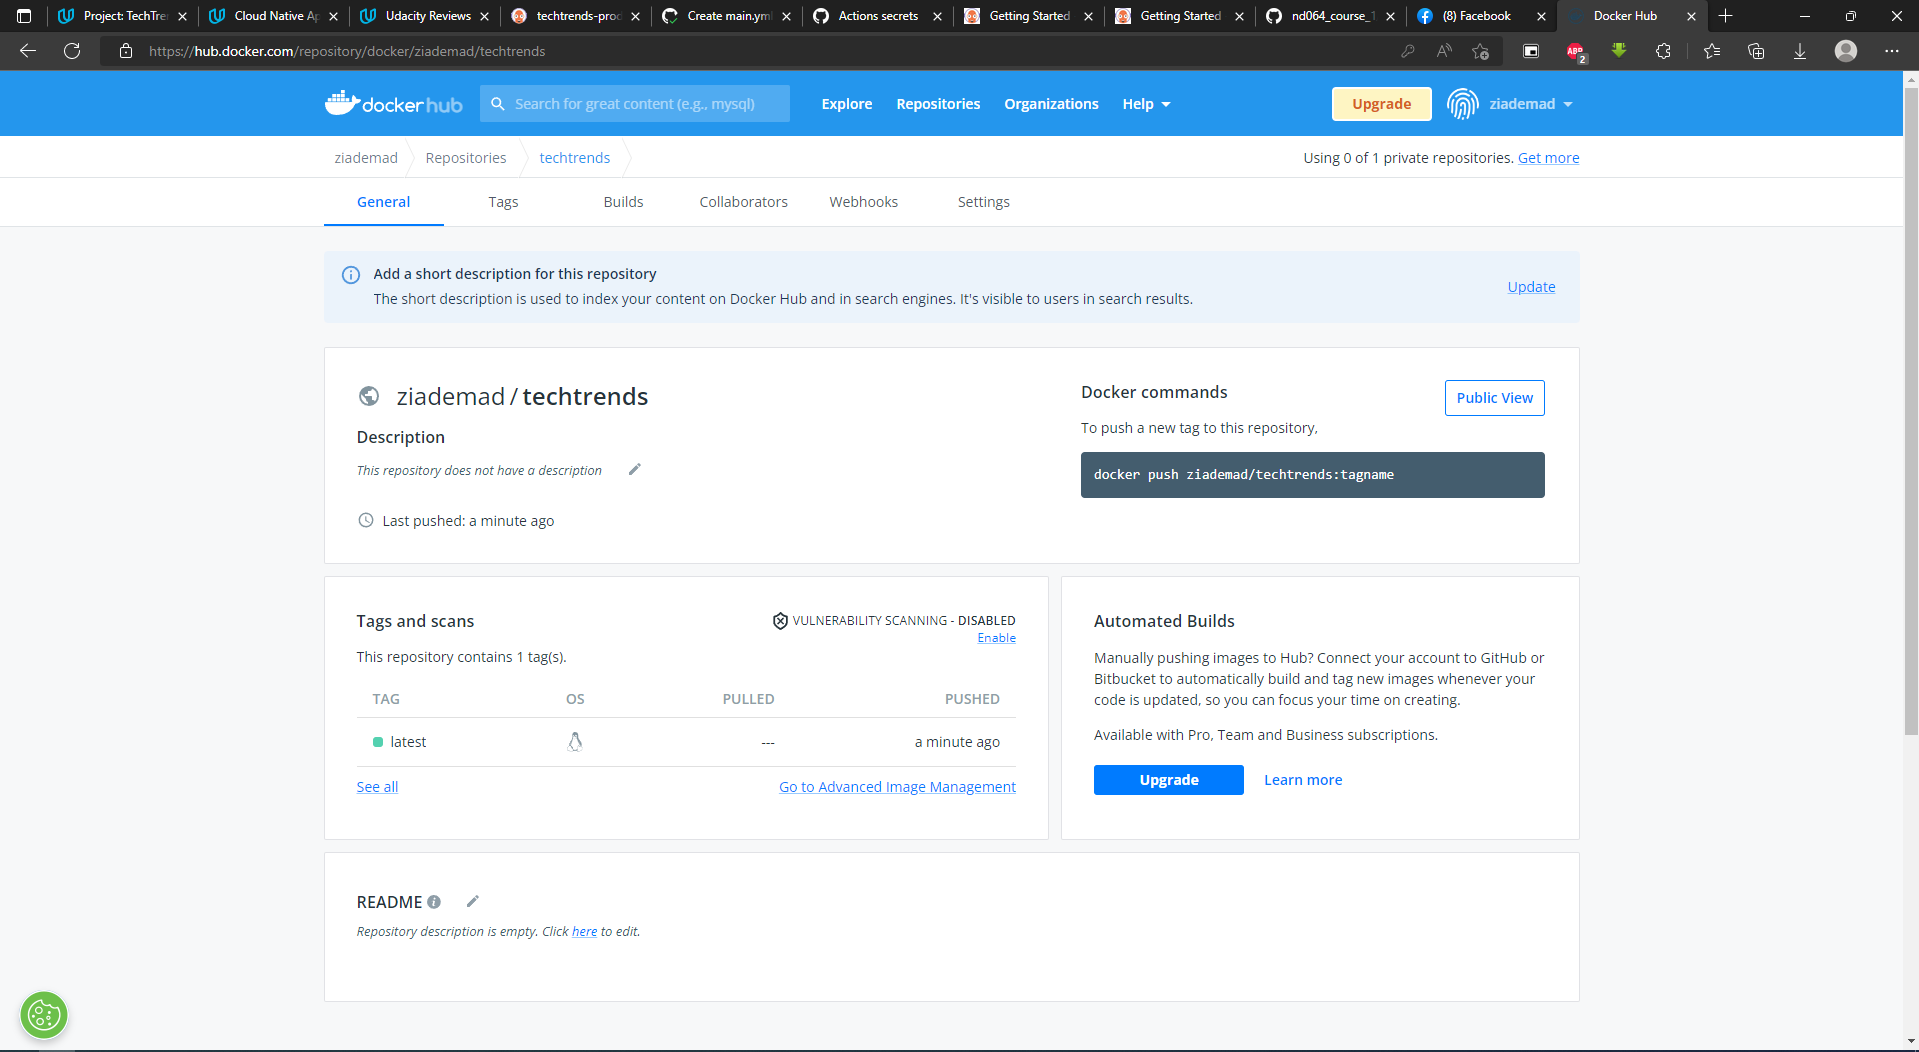 Project: TechTre
Cloud Native Ap
Udacity Reviews
techtrends-prod
Create main.yml
Actions secrets
Getting Started
Getting Started
nd064_course_1
(8) Facebook
Docker Hub
https://hub.docker.com/repository/docker/ziademad/techtrends
ABP
2
docker hub
Search for great content (e.g., mysql)
Explore
Repositories
Organizations
Help
Upgrade
ziademad
ziademad
Repositories
techtrends
Using 0 of 1 private repositories. Get more
General
Tags
Builds
Collaborators
Webhooks
Settings
Add a short description for this repository
The short description is used to index your content on Docker Hub and in search engines. It's visible to users in search results.
Update
ziademad / techtrends
Description
This repository does not have a description
Last pushed: a minute ago
Docker commands
Public View
To push a new tag to this repository,
docker push ziademad/techtrends:tagname
Tags and scans
VULNERABILITY SCANNING - DISABLED
Enable
This repository contains 1 tag(s).
TAG OS PULLED PUSHED
latest --- a minute ago
See all
Go to Advanced Image Management
Automated Builds
Manually pushing images to Hub? Connect your account to GitHub or
Bitbucket to automatically build and tag new images whenever your
code is updated, so you can focus your time on creating.
Available with Pro, Team and Business subscriptions.
Upgrade
Learn more
README
Repository description is empty. Click here to edit.